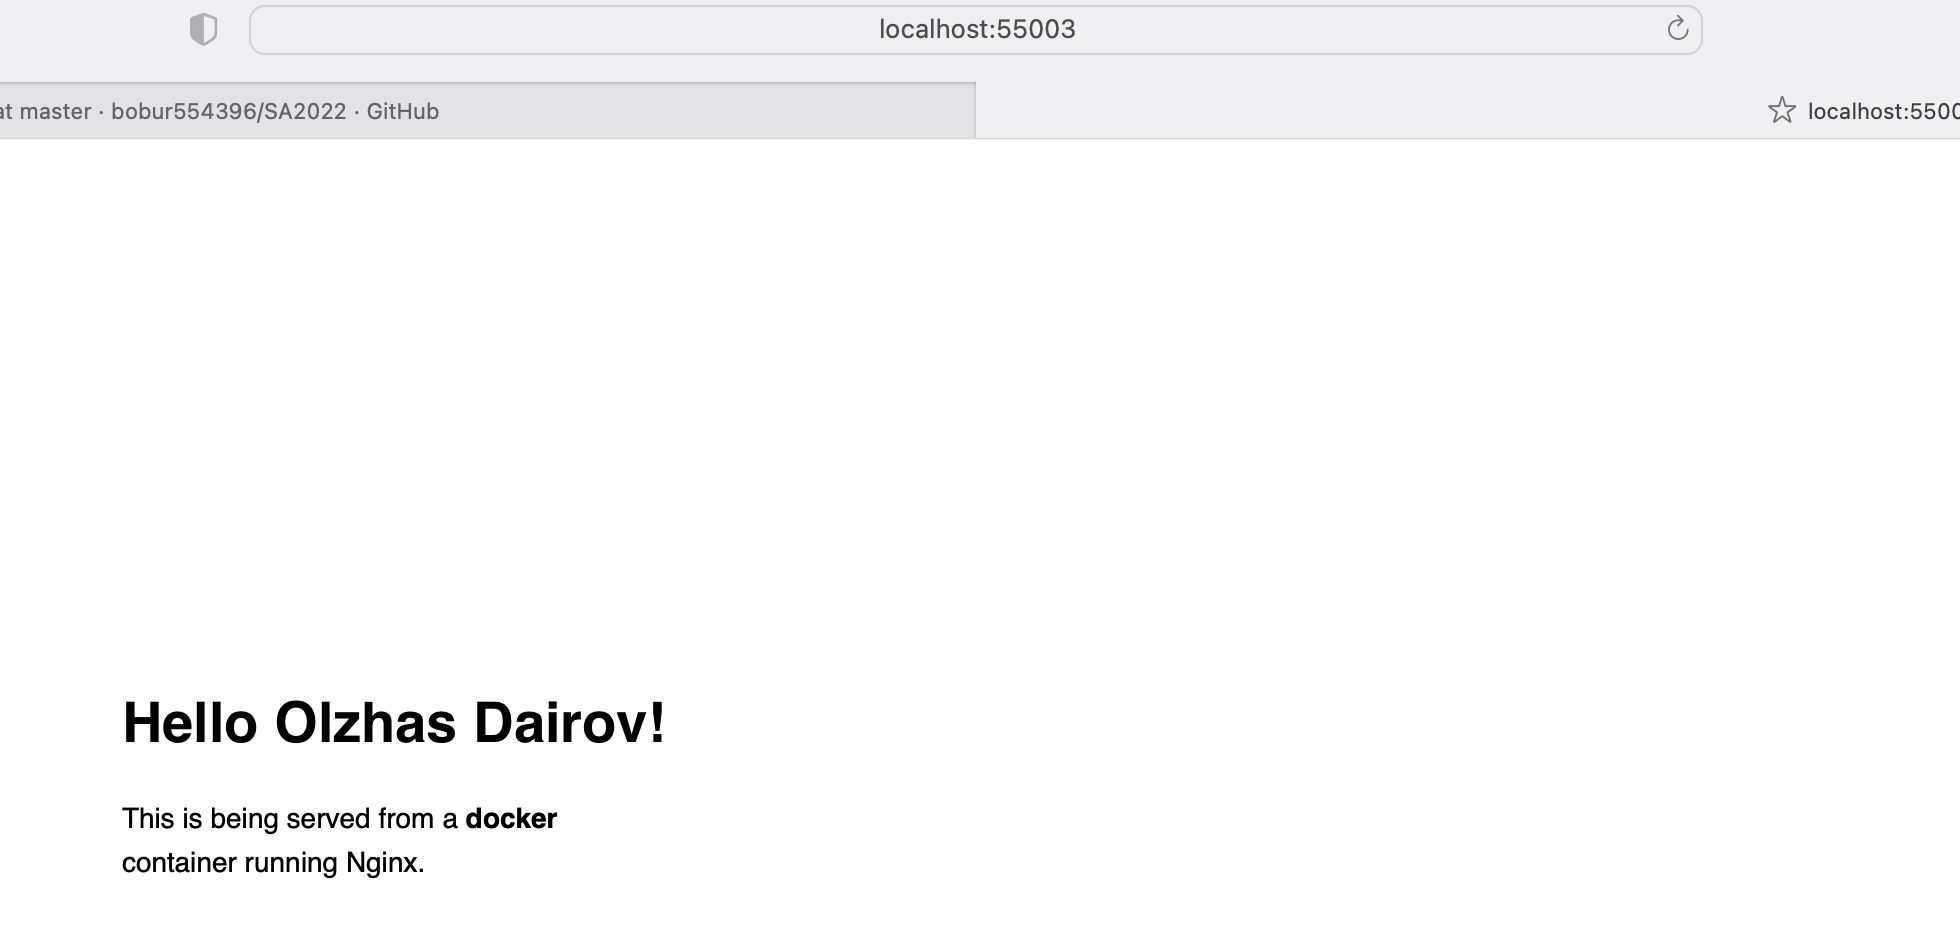 localhost:55003
at master · bobur554396/SA2022 · GitHub
localhost:5500
Hello Olzhas Dairov!
This is being served from a docker
container running Nginx.